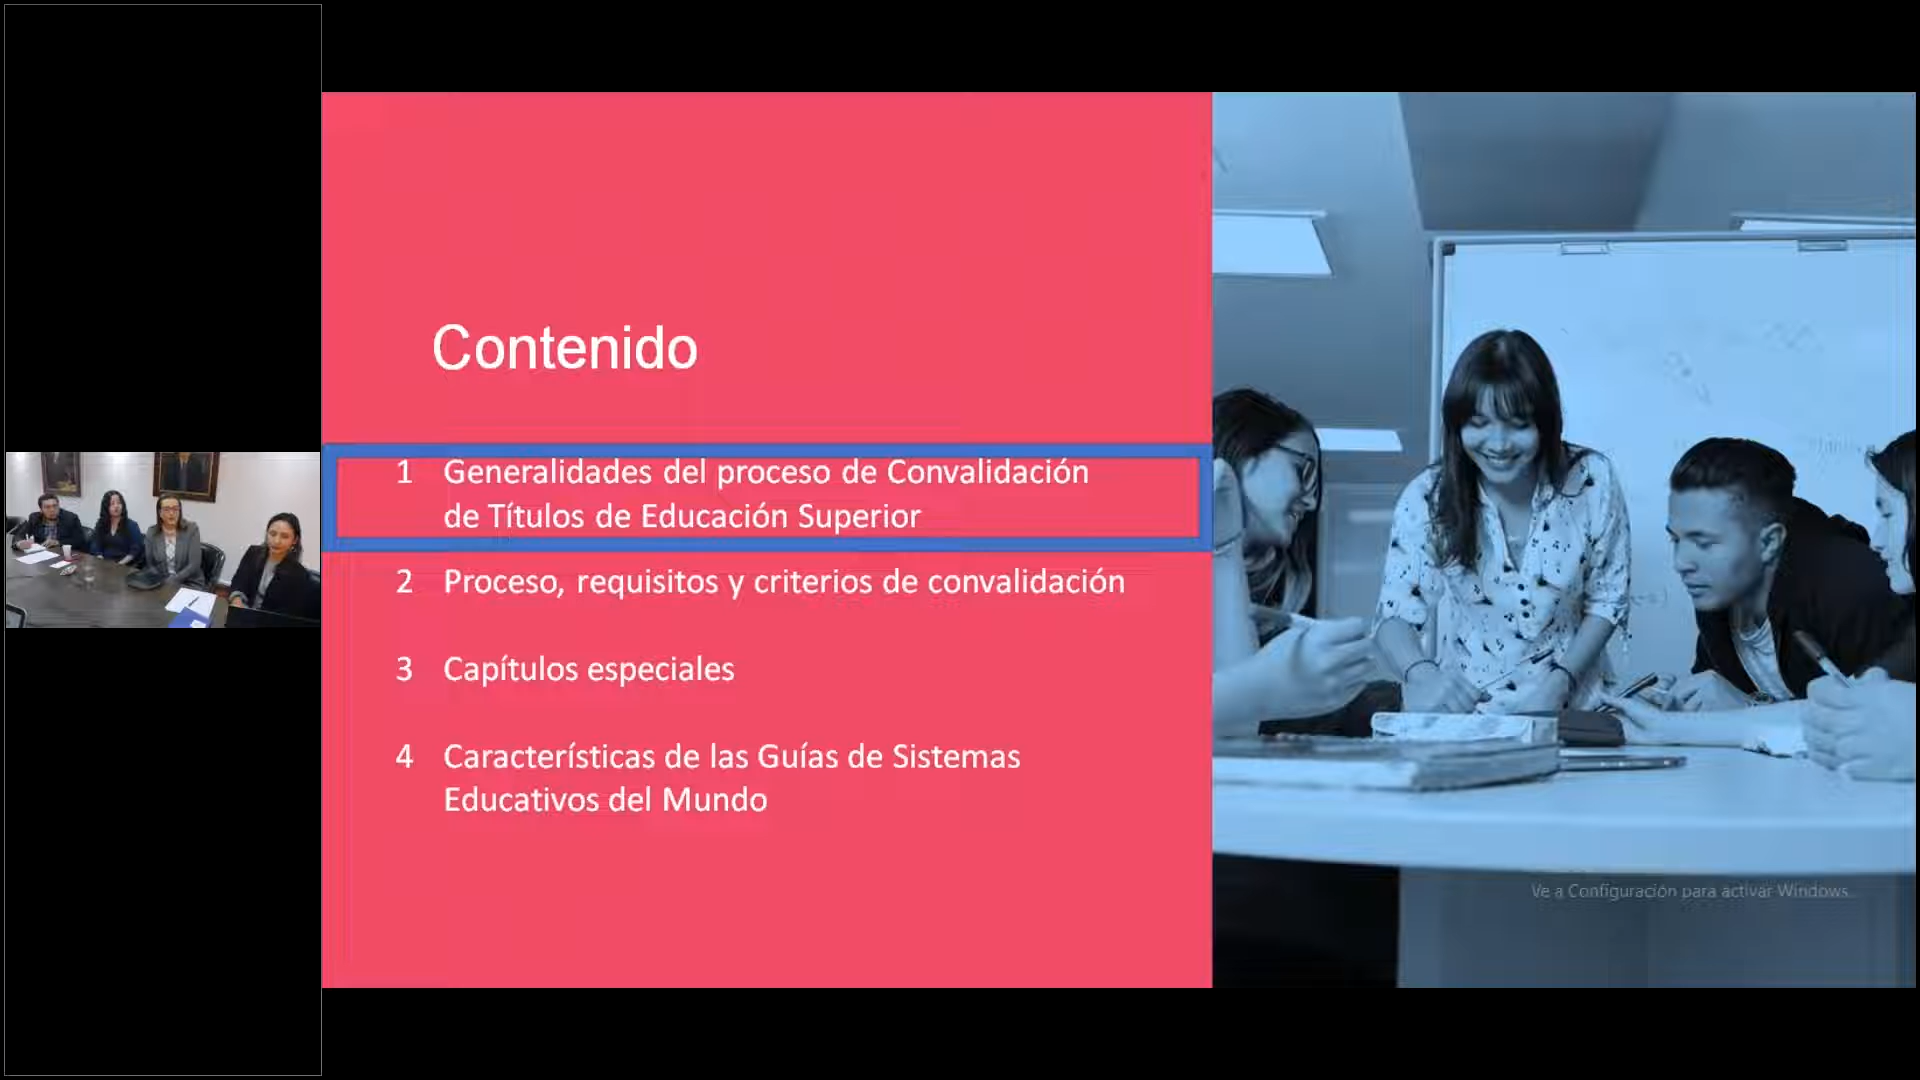 Contenido
1 Generalidades del proceso de Convalidación
de Títulos de Educación Superior
2 Proceso, requisitos y criterios de convalidación
3 Capítulos especiales
4 Características de las Guías de Sistemas
Educativos del Mundo
Ve a Configuración para activar Windows.